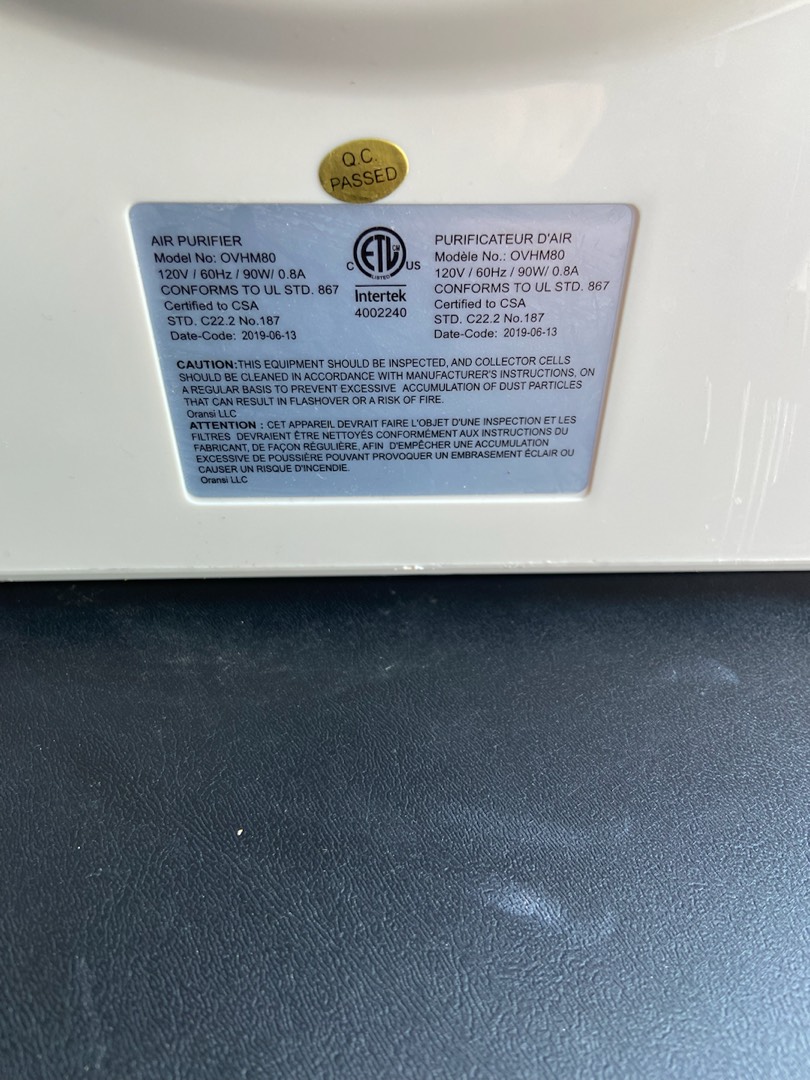 Q.C.
PASSED
AIR PURIFIER
Model No: OVHM80
120V / 60Hz / 90W/ 0.8A
CONFORMS TO UL STD. 867
Certified to CSA
STD. C22.2 No.187
Date-Code: 2019-06-13
C ETL CM US
LISTED
Intertek
4002240
PURIFICATEUR D'AIR
Modèle No.: OVHM80
120V / 60Hz / 90W/ 0.8A
CONFORMS TO UL STD. 867
Certified to CSA
STD. C22.2 No.187
Date-Code: 2019-06-13
CAUTION:THIS EQUIPMENT SHOULD BE INSPECTED, AND COLLECTOR CELLS
SHOULD BE CLEANED IN ACCORDANCE WITH MANUFACTURER'S INSTRUCTIONS, ON
A REGULAR BASIS TO PREVENT EXCESSIVE ACCUMULATION OF DUST PARTICLES
THAT CAN RESULT IN FLASHOVER OR A RISK OF FIRE.
Oransi LLC
ATTENTION : CET APPAREIL DEVRAIT FAIRE L'OBJET D'UNE INSPECTION ET LES
FILTRES DEVRAIENT ÊTRE NETTOYÉS CONFORMÉMENT AUX INSTRUCTIONS DU
FABRICANT, DE FAÇON RÉGULIÈRE, AFIN D'EMPÊCHER UNE ACCUMULATION
EXCESSIVE DE POUSSIÈRE POUVANT PROVOQUER UN EMBRASEMENT ÉCLAIR OU
CAUSER UN RISQUE D'INCENDIE.
Oransi LLC